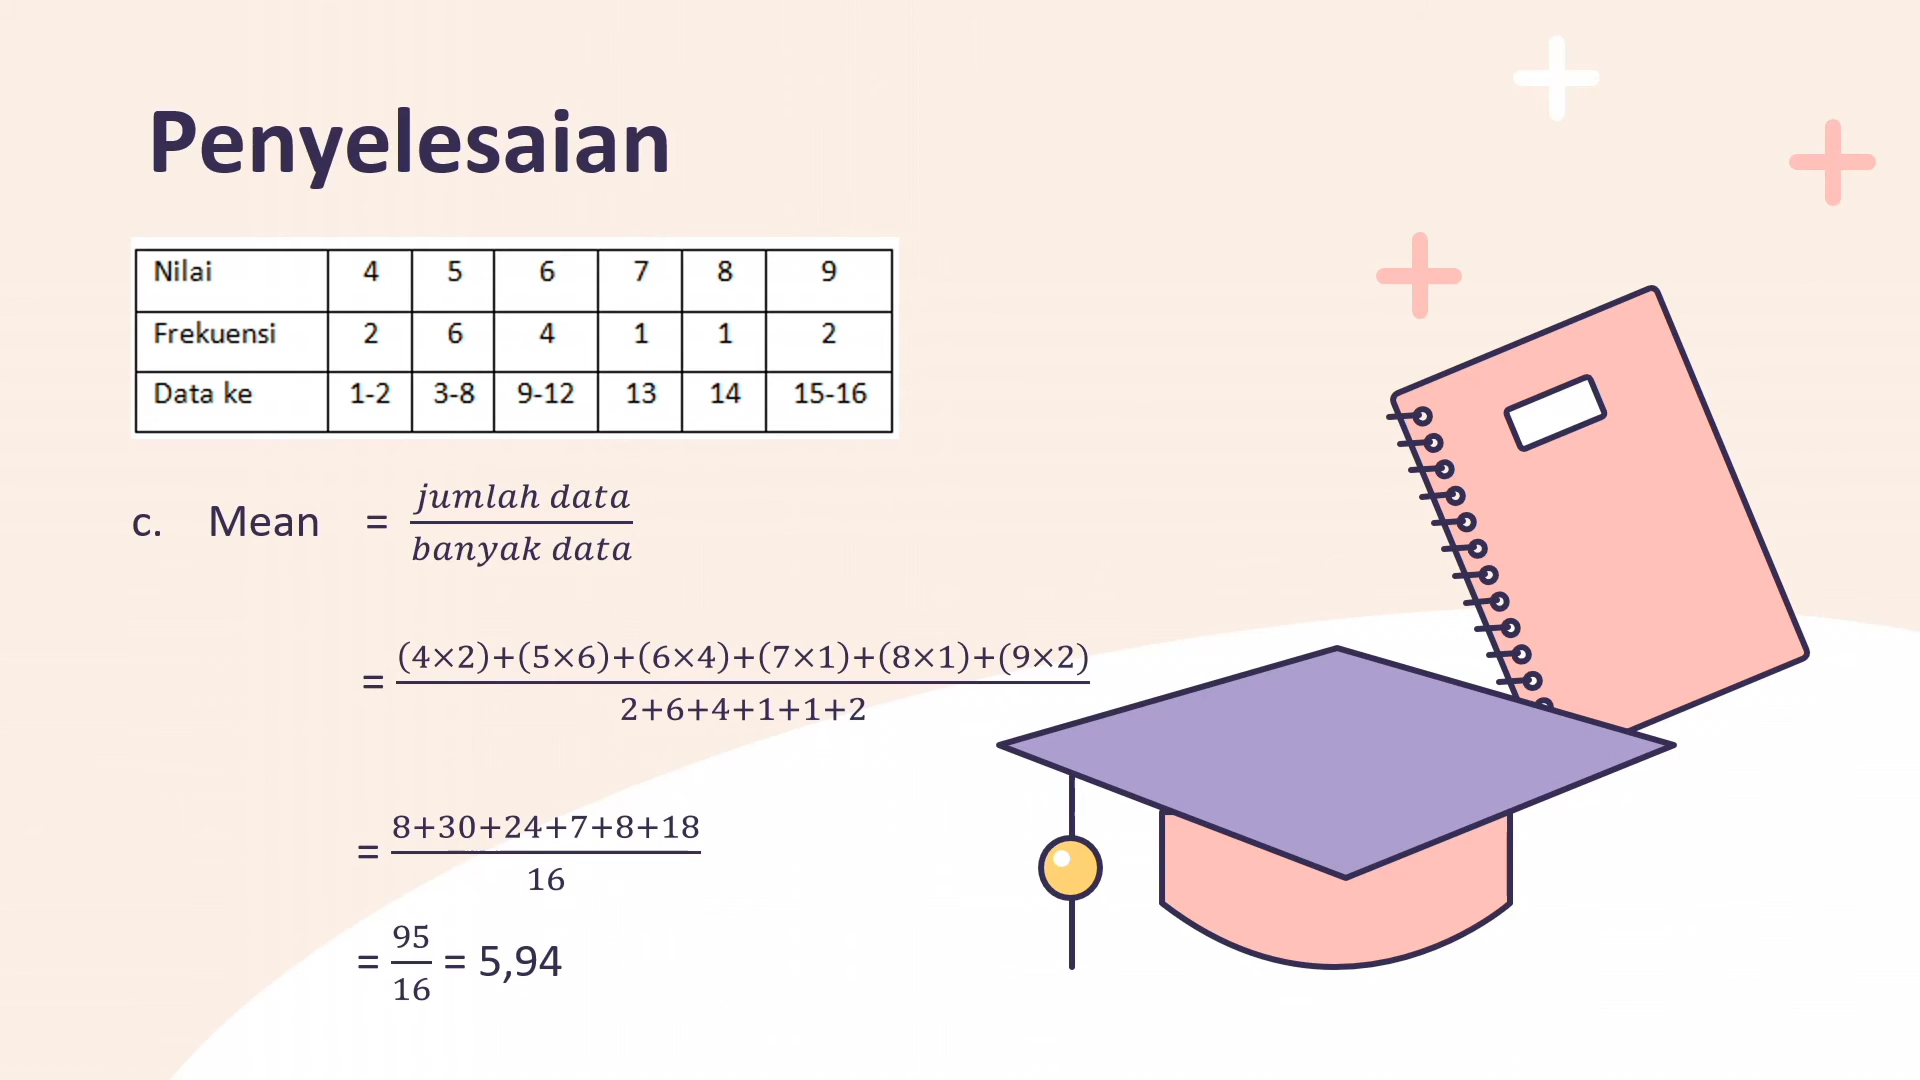 Penyelesaian
Nilai 4 5 6 7 8 9
Frekuensi 2 6 4 1 1 2
Data ke 1-2 3-8 9-12 13 14 15-16
c. Mean = jumlah data
banyak data
= (4×2)+(5×6)+(6×4)+(7×1)+(8×1)+(9×2)
2+6+4+1+1+2
= 8+30+24+7+8+18
16
= 95 = 5,94
16